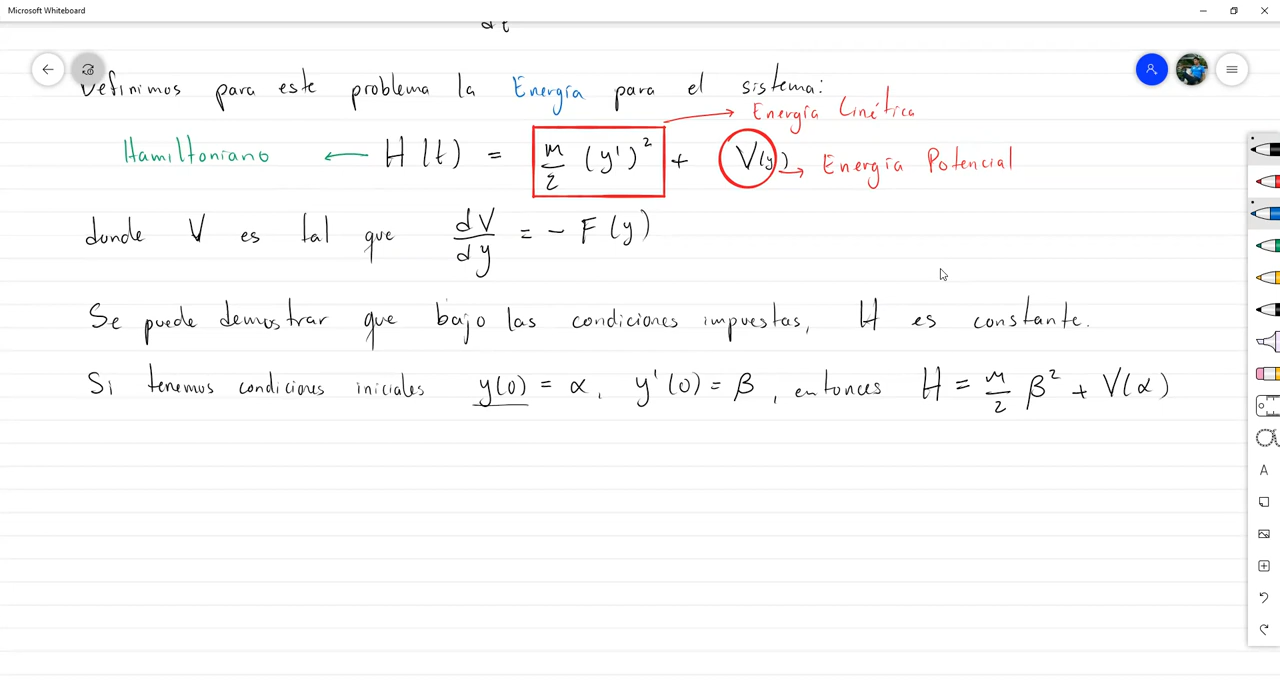 Microsoft Whiteboard
dt
Definimos para este problema la Energía para el sistema:
Energía Cinética
Hamiltoniano ← H(t) = m/2 (y')² + V(y) → Energía Potencial
donde V es tal que dV/dy = - F(y)
Se puede demostrar que bajo las condiciones impuestas, H es constante.
Si tenemos condiciones iniciales y(0) = α, y'(0) = β, entonces H = m/2 β² + V(α)
A